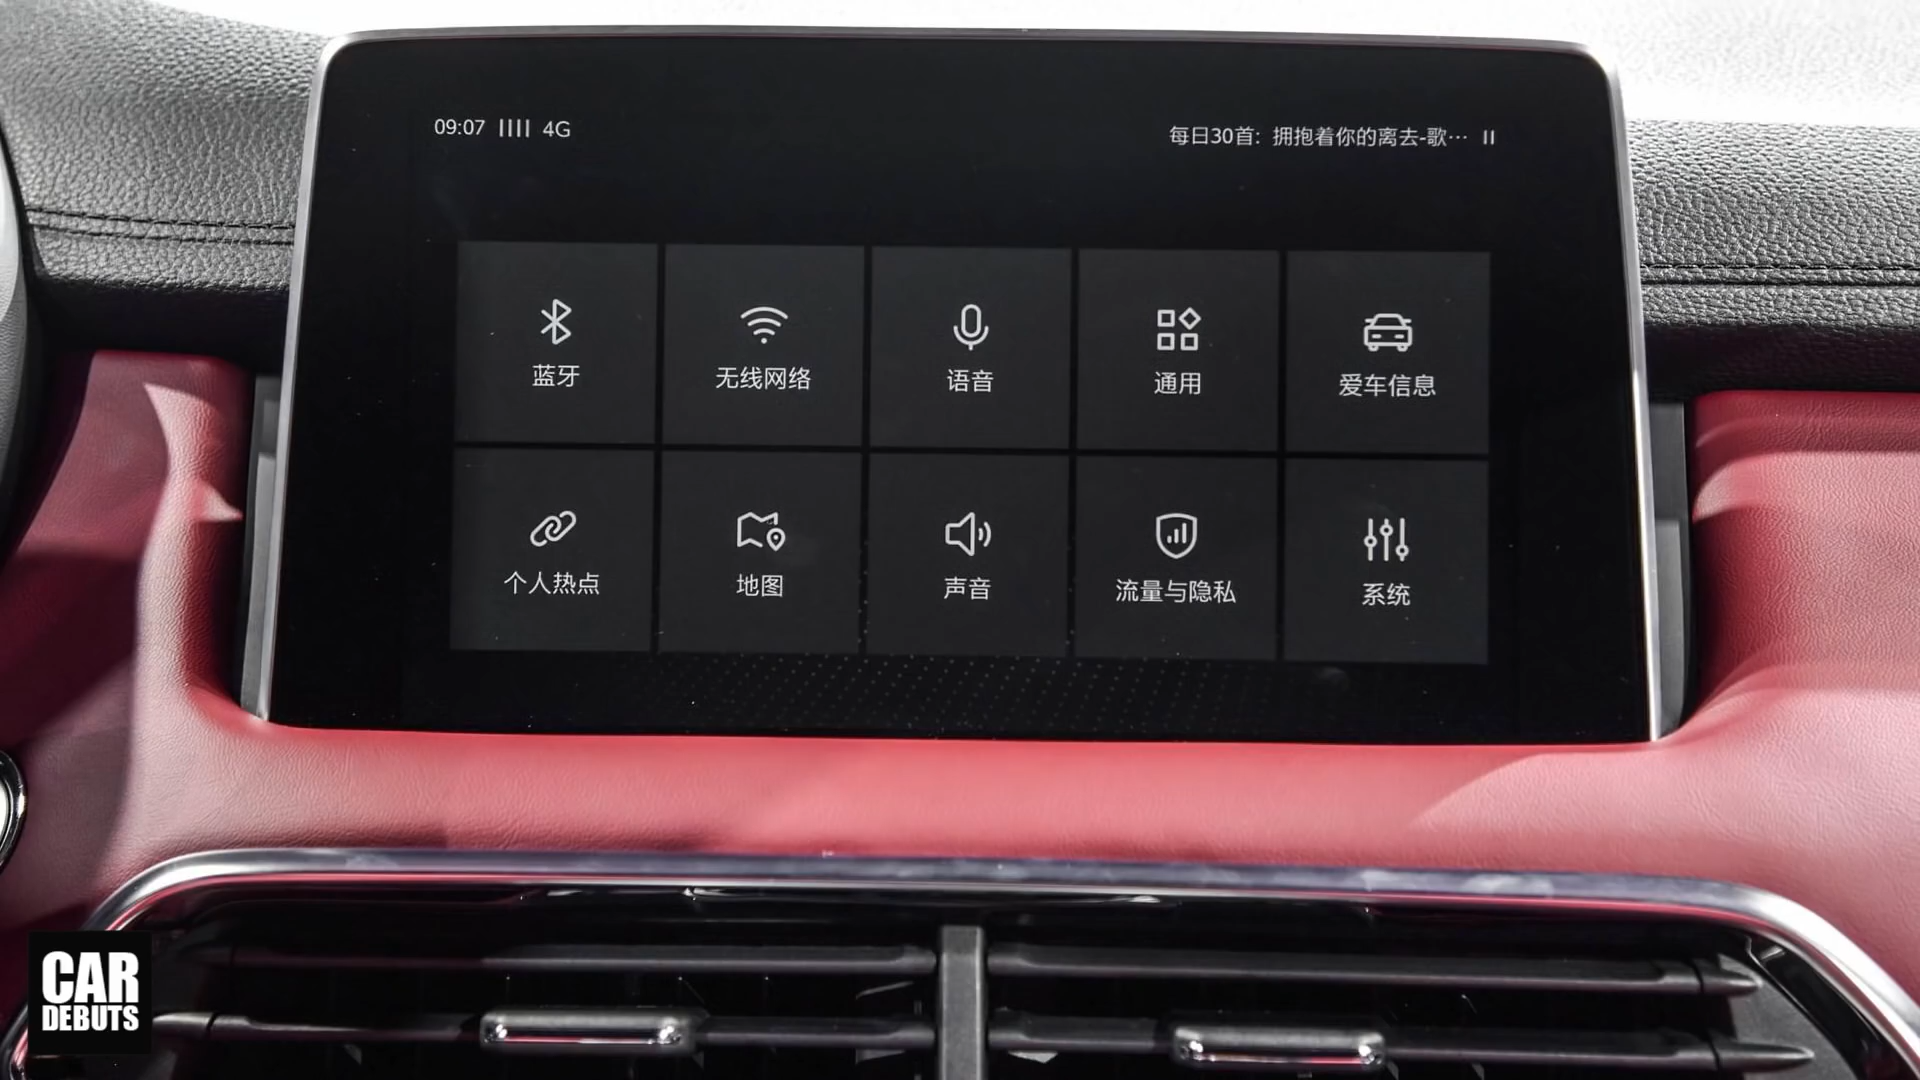 09:07 4G
每日30首: 拥抱着你的离去-歌…
蓝牙
无线网络
语音
通用
爱车信息
个人热点
地图
声音
流量与隐私
系统
CAR
DEBUTS